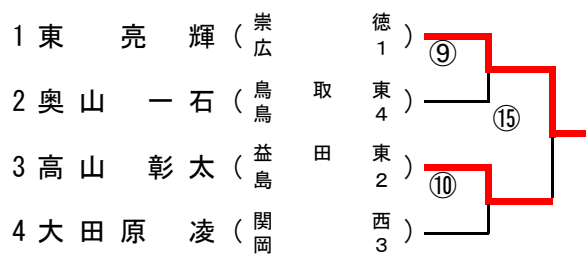 1 東 亮 輝 ( 崇 徳 広 1 )
⑨
2 奥 山 一 石 ( 鳥 取 東 鳥 4 )
⑮
3 高 山 彰 太 ( 益 田 東 島 2 )
⑩
4 大 田 原 凌 ( 関 西 岡 3 )